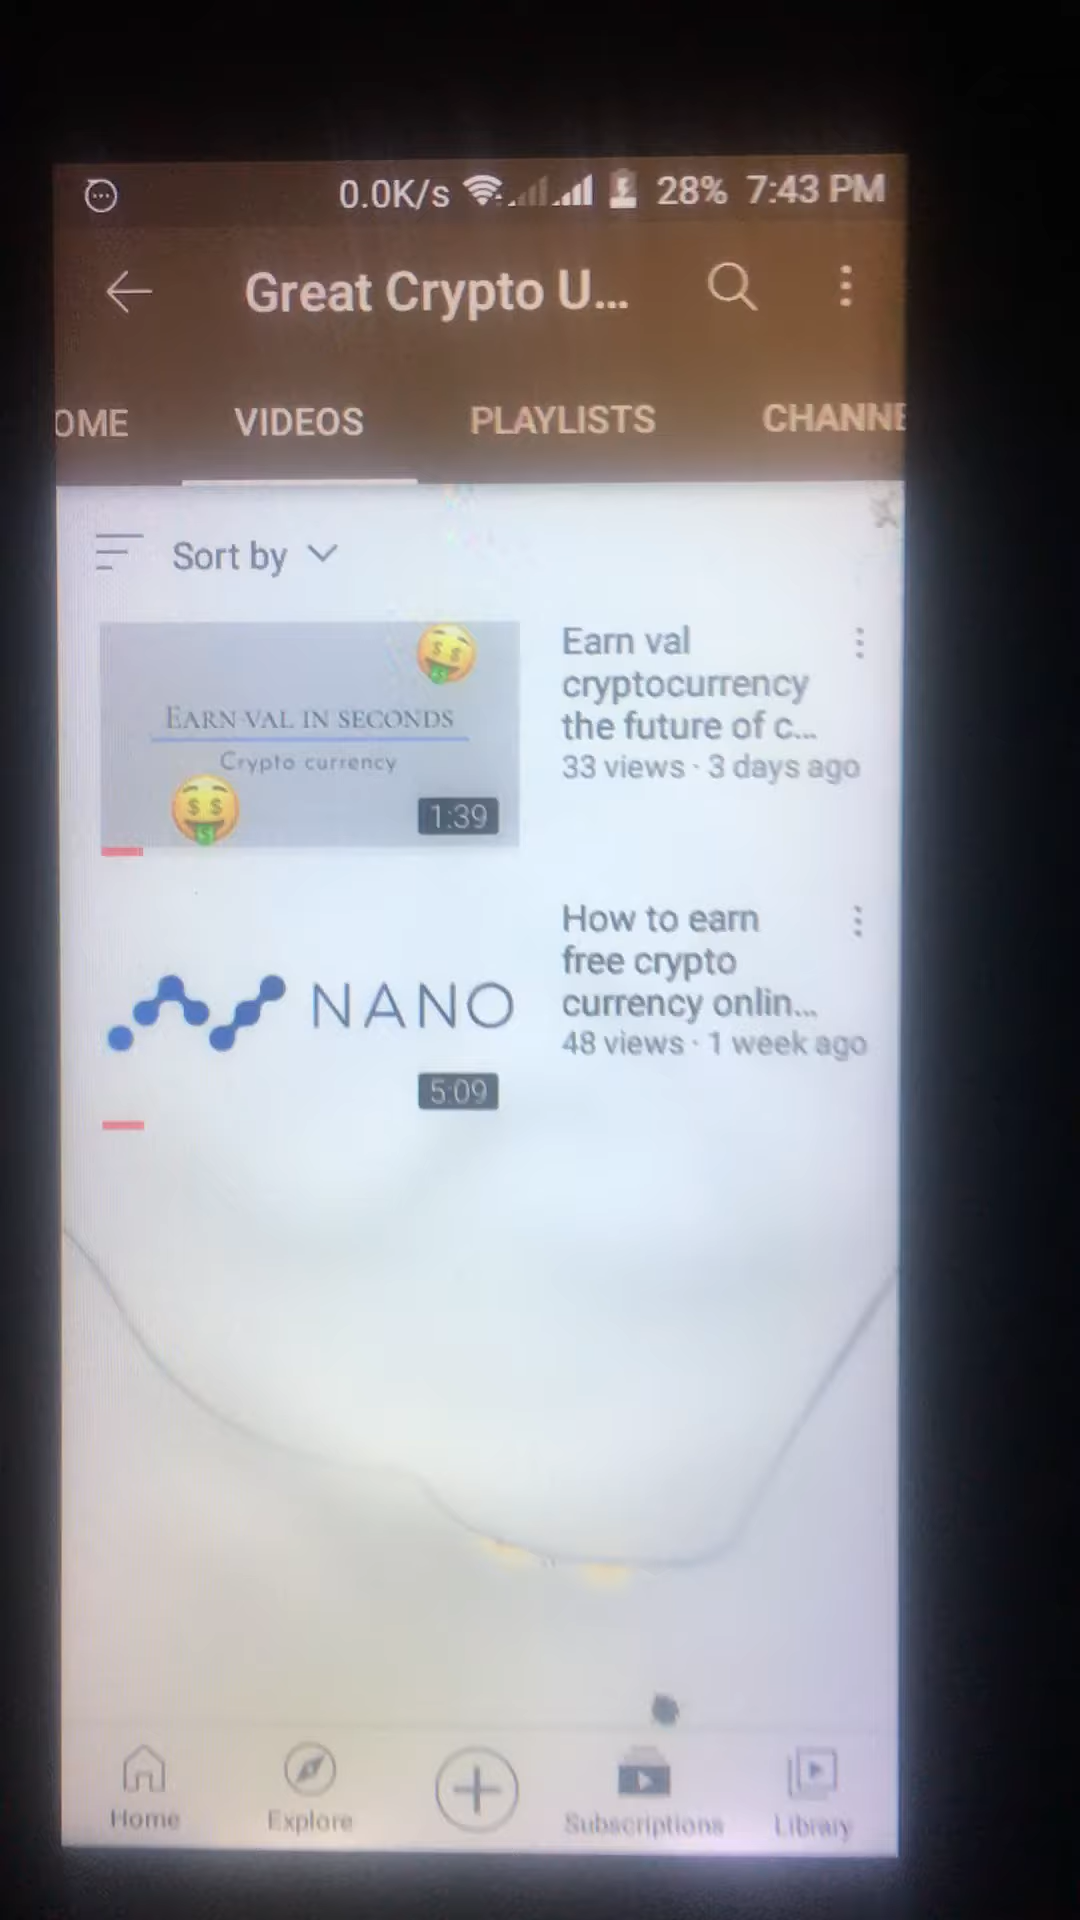 0.0K/s 28% 7:43 PM
Great Crypto U...
OME VIDEOS PLAYLISTS CHANNE
Sort by
EARN VAL IN SECONDS
Crypto currency
1:39
Earn val
cryptocurrency
the future of c...
33 views · 3 days ago
NANO
5:09
How to earn
free crypto
currency onlin...
48 views · 1 week ago
Home Explore Subscriptions Library